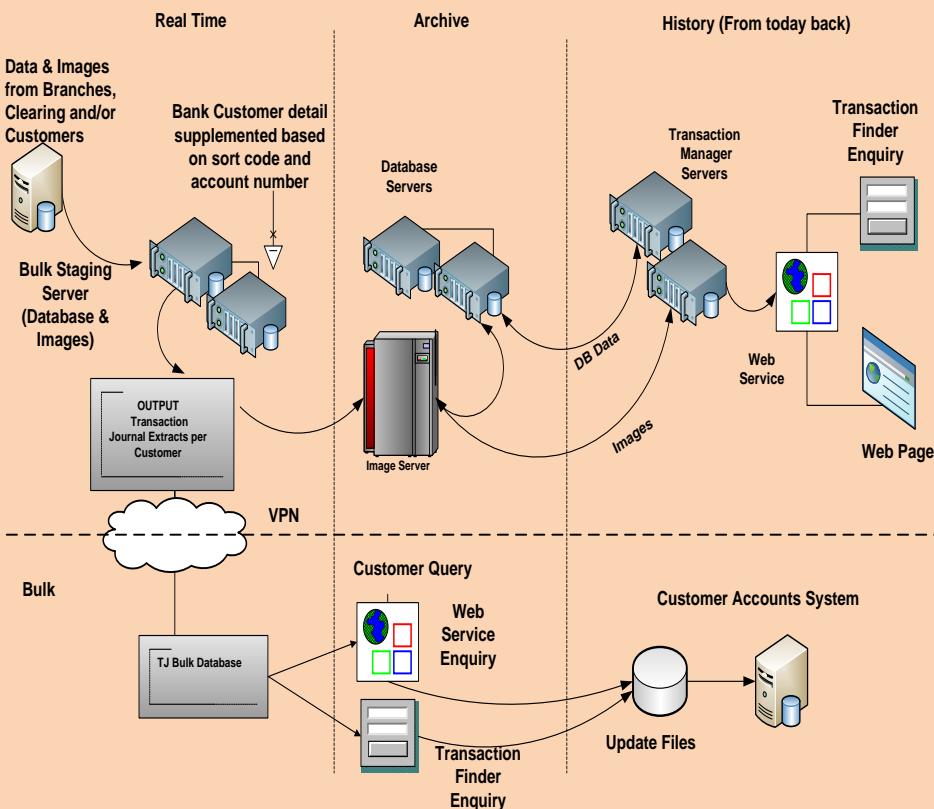 Real Time
Archive
History (From today back)
Data & Images
from Branches,
Clearing and/or
Customers
Bank Customer detail
supplemented based
on sort code and
account number
Database
Servers
Transaction
Manager
Servers
Transaction
Finder
Enquiry
Bulk Staging
Server
(Database &
Images)
DB Data
Web
Service
OUTPUT
Transaction
Journal Extracts per
Customer
Image Server
Images
Web Page
VPN
Bulk
Customer Query
Web
Service
Enquiry
Customer Accounts System
TJ Bulk Database
Update Files
Transaction
Finder
Enquiry